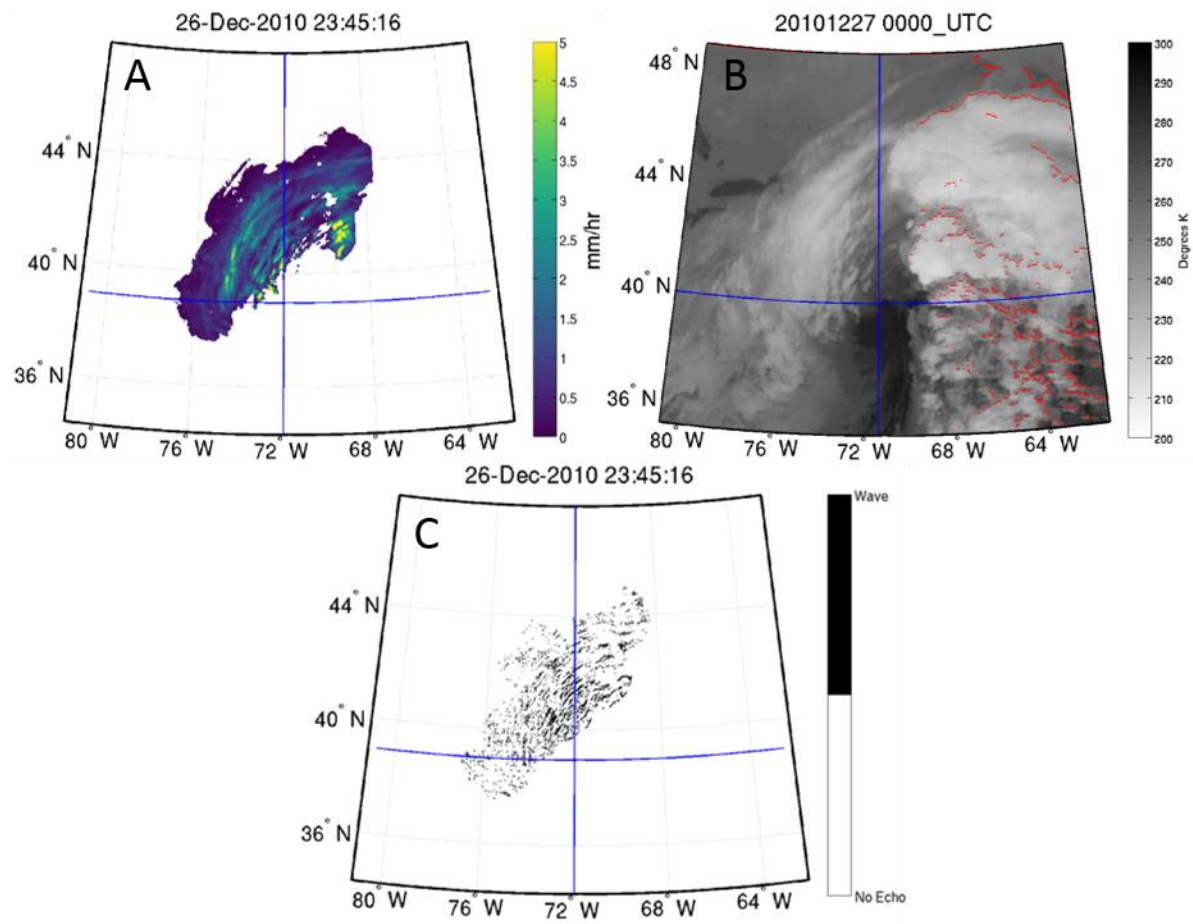 26-Dec-2010 23:45:16
A
44° N
40° N
36° N
80° W
76° W
72° W
68° W
64° W
5
4.5
4
3.5
3
2.5
2
1.5
1
0.5
0
mm/hr
20101227 0000_UTC
B
48° N
44° N
40° N
36° N
80° W
76° W
72° W
68° W
64° W
300
290
280
270
260
250
240
230
220
210
200
Degrees K
26-Dec-2010 23:45:16
C
44° N
40° N
36° N
80° W
76° W
72° W
68° W
64° W
Wave
No Echo